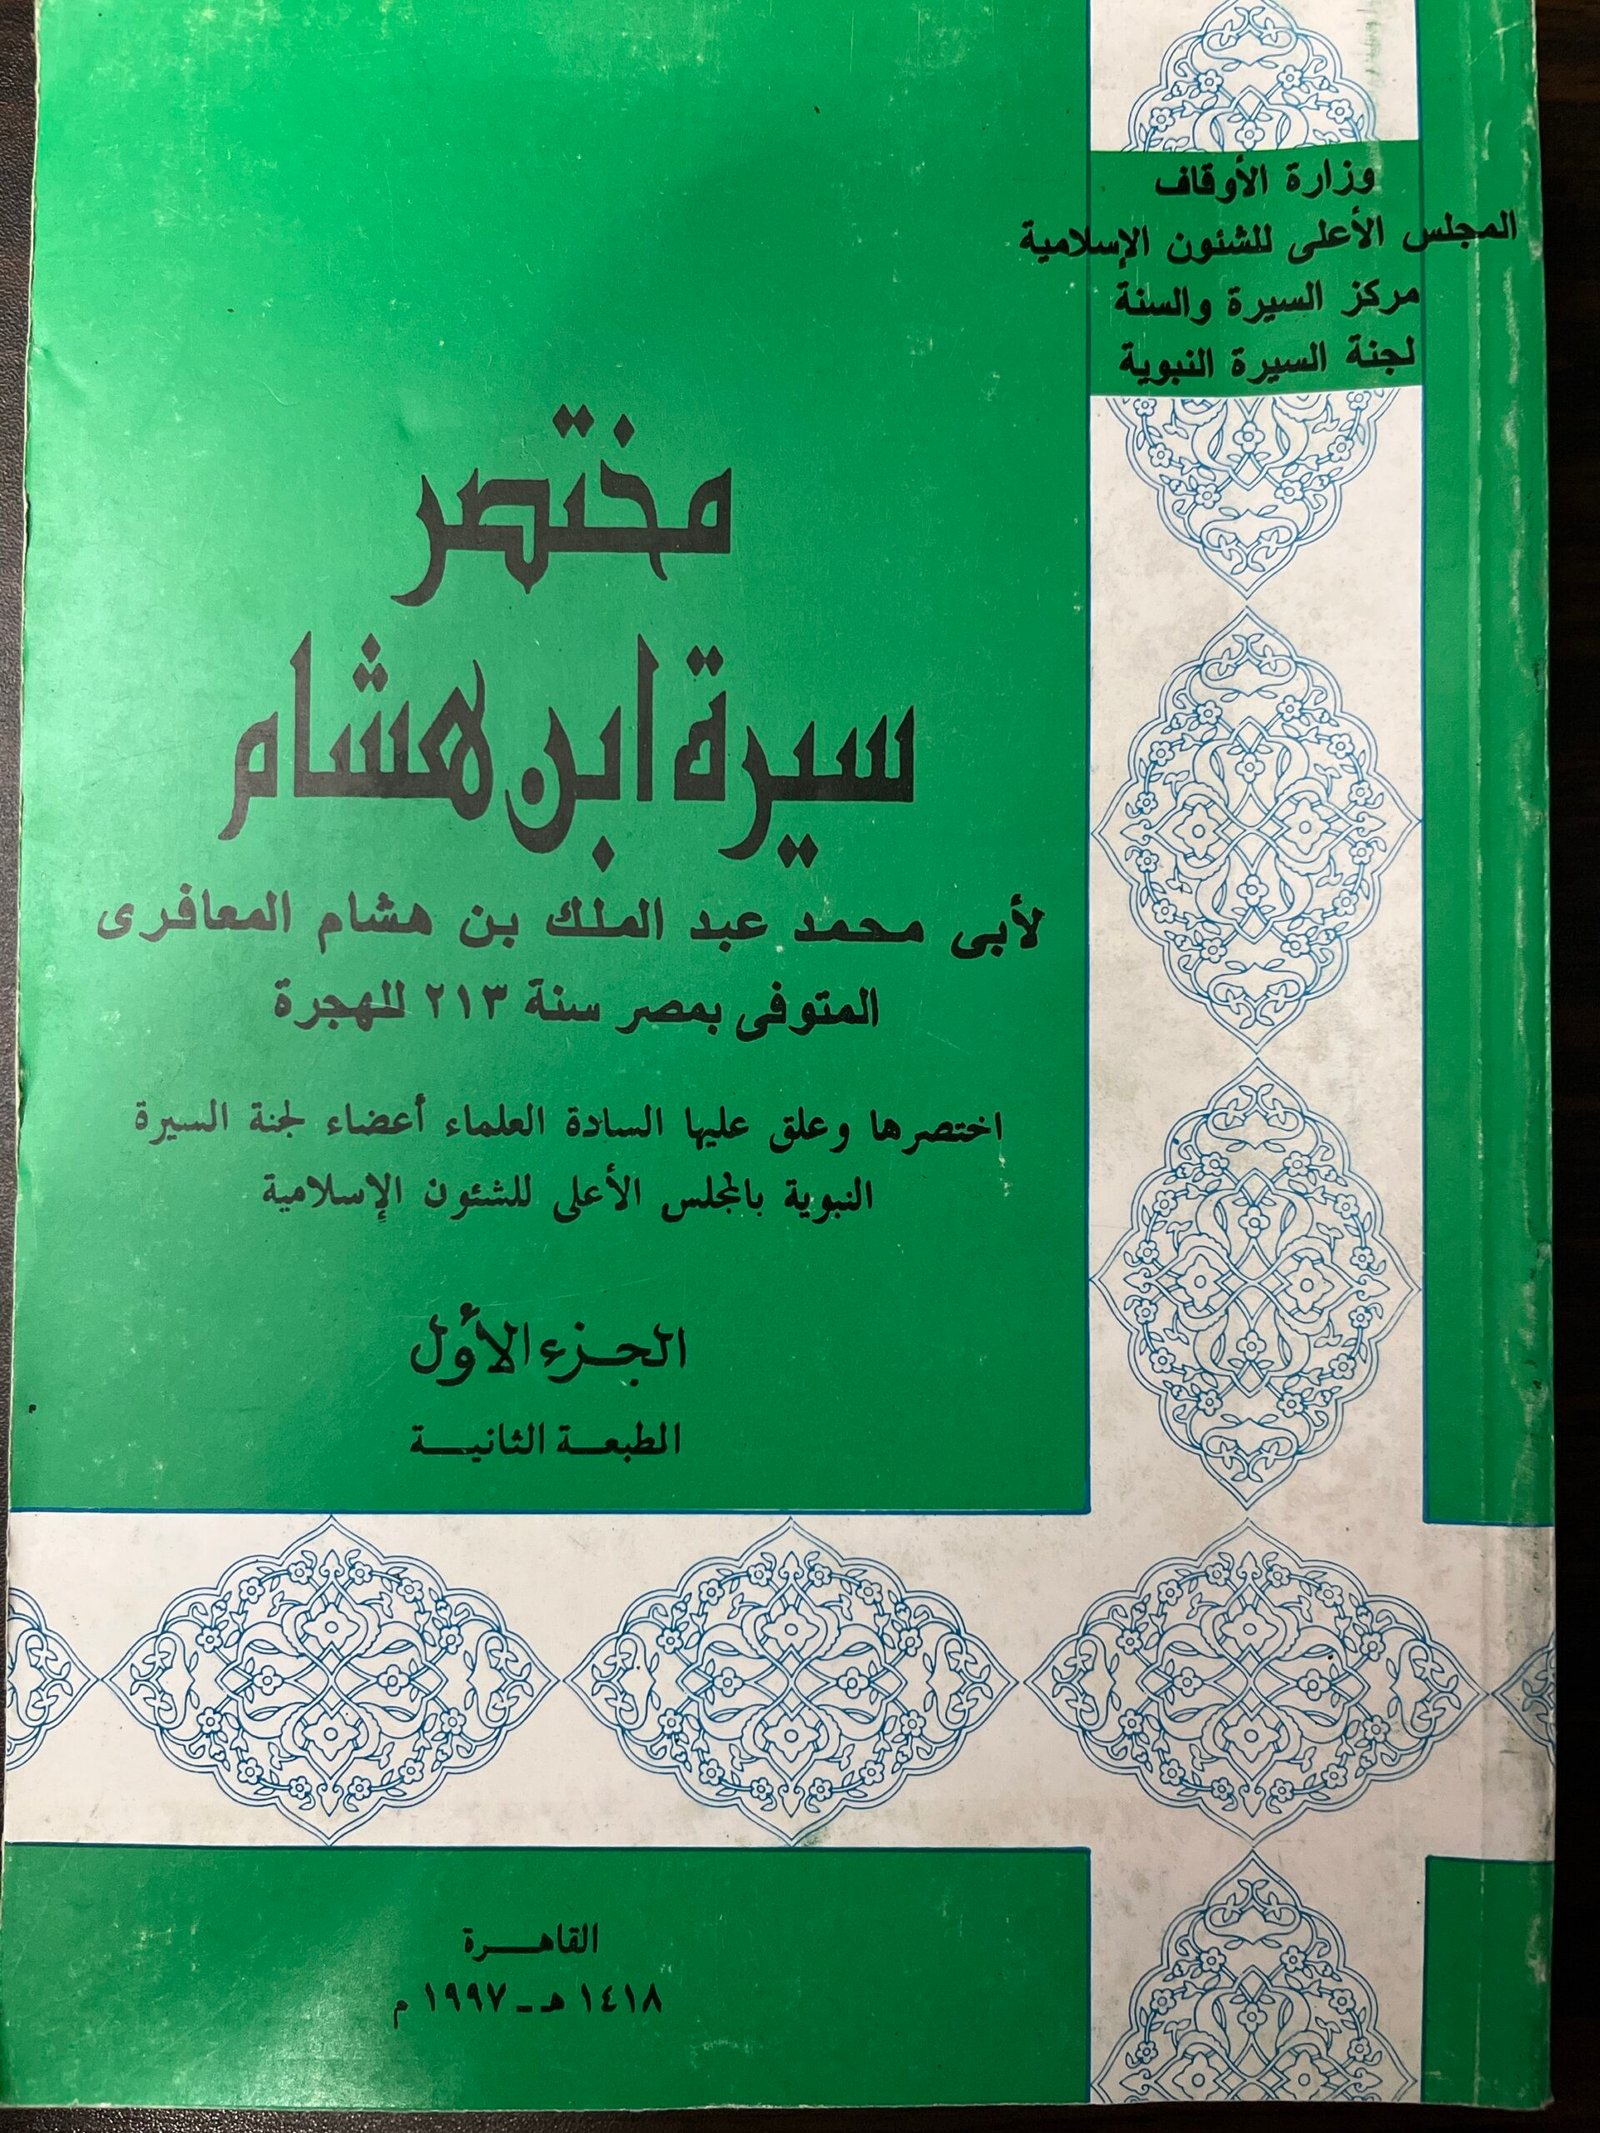 وزارة الأوقاف
المجلس الأعلى للشئون الإسلامية
مركز السيرة والسنة
لجنة السيرة النبوية
مختصر
سيرة ابن هشام
لأبى محمد عبد الملك بن هشام المعافرى
المتوفى بمصر سنة ٢١٣ للهجرة
اختصرها وعلق عليها السادة العلماء أعضاء لجنة السيرة
النبوية بالمجلس الأعلى للشئون الإسلامية
الجزء الأول
الطبعة الثانية
القاهرة
١٤١٨ هـ - ١٩٩٧ م